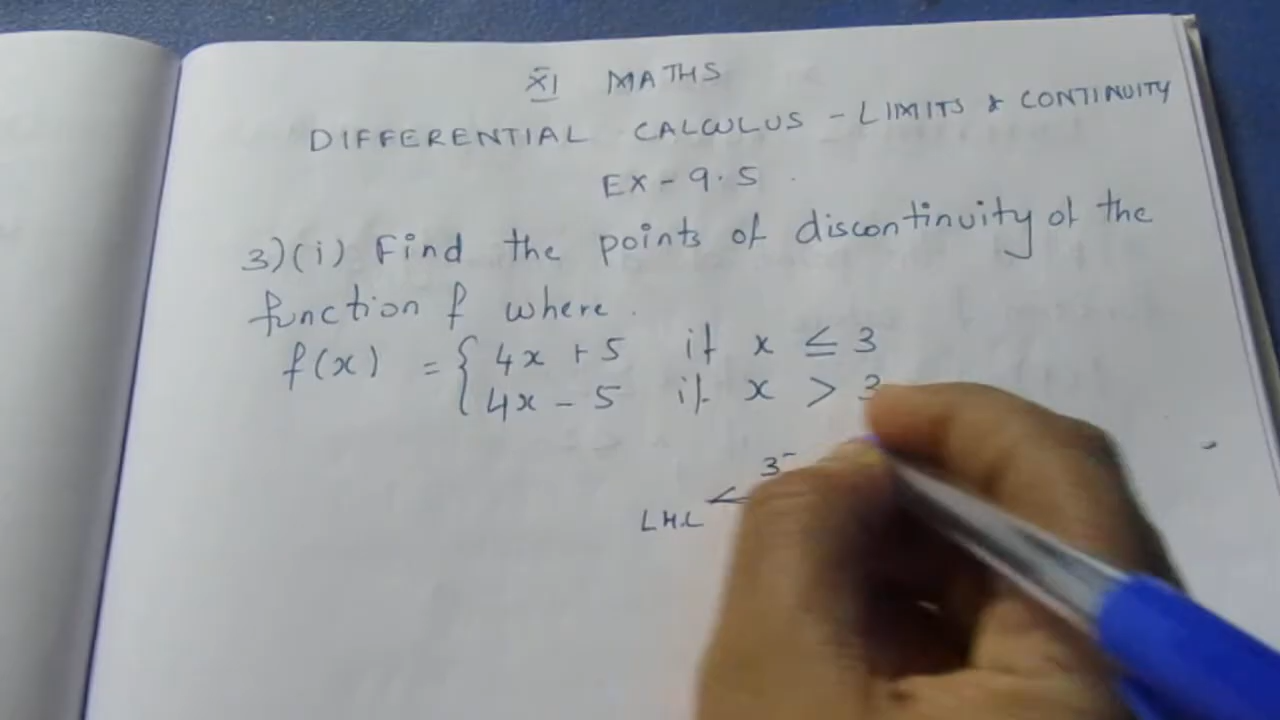 XI MATHS
DIFFERENTIAL CALCULUS - LIMITS & CONTINUITY
EX - 9.5
3)(i) Find the points of discontinuity of the
function f where.
f(x) = { 4x + 5 if x ≤ 3
4x - 5 if x > 3
3⁻
LHL